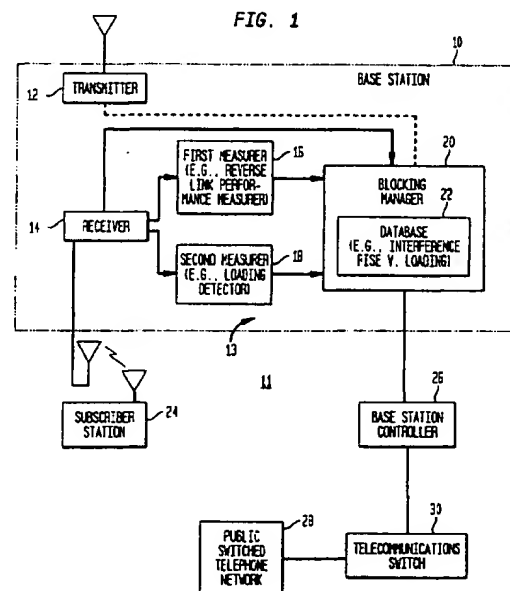 FIG. 1
10
12
TRANSMITTER
BASE STATION
16
20
FIRST MEASURER
(E.G., REVERSE
LINK PERFOR-
MANCE MEASURER)
BLOCKING
MANAGER
22
14
RECEIVER
18
DATABASE
(E.G., INTERFERENCE
FISE V. LOADING)
SECOND MEASURER
(E.G., LOADING
DETECTOR)
13
11
SUBSCRIBER
STATION
24
26
BASE STATION
CONTROLLER
28
30
PUBLIC
SWITCHED
TELEPHONE
NETWORK
TELECOMMUNICATIONS
SWITCH